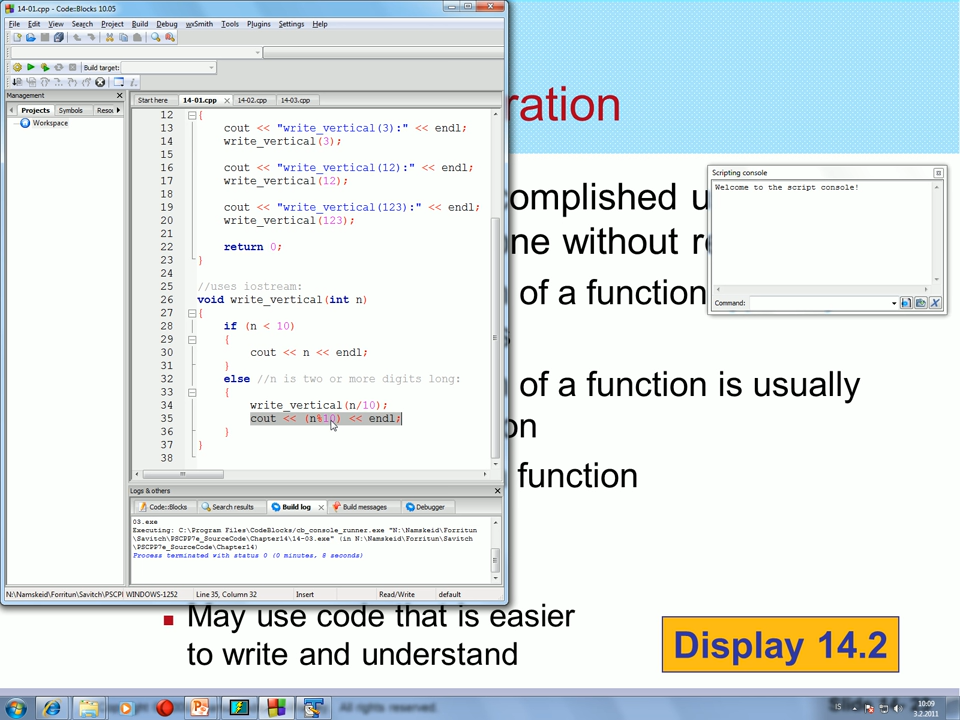 14-01.cpp - Code::Blocks 10.05
File Edit View Search Project Build Debug wxSmith Tools Plugins Settings Help
Build target:
Management
Projects Symbols Resou
Workspace
Start here 14-01.cpp 14-02.cpp 14-03.cpp
12 {
13 cout << "write_vertical(3):" << endl;
14 write_vertical(3);
15
16 cout << "write_vertical(12):" << endl;
17 write_vertical(12);
18
19 cout << "write_vertical(123):" << endl;
20 write_vertical(123);
21
22 return 0;
23 }
24
25 //uses iostream:
26 void write_vertical(int n)
27 {
28 if (n < 10)
29 {
30 cout << n << endl;
31 }
32 else //n is two or more digits long:
33 {
34 write_vertical(n/10);
35 cout << (n%10) << endl;
36 }
37 }
38
Logs & others
Code::Blocks Search results Build log Build messages Debugger
03.exe
Executing: C:\Program Files\CodeBlocks/cb_console_runner.exe "N:\Namskeid/Forritun
\Savitch\PSCPP7e_SourceCode\Chapter14\14-03.exe" (in N:\Namskeid/Forritun\Savitch
\PSCPP7e_SourceCode\Chapter14)
Process terminated with status 0 (0 minutes, 8 seconds)
N:\Namskeid\Forritun\Savitch\PSCPI WINDOWS-1252 Line 35, Column 32 Insert Read/Write default
ration
complished u
one without re
of a function
of a function is usually
on
function
Scripting console
Welcome to the script console!
Command:
May use code that is easier
to write and understand
Display 14.2
All rights reserved.
IS
10:09
3.2.2011